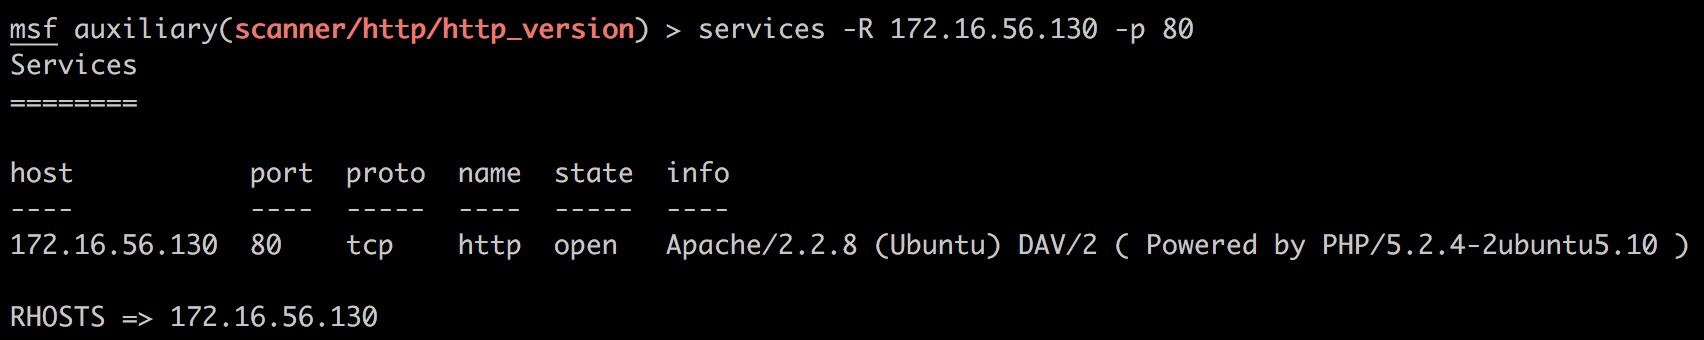 msf auxiliary(scanner/http/http_version) > services -R 172.16.56.130 -p 80
Services
========
host           port  proto  name  state  info
----           ----  -----  ----  -----  ----
172.16.56.130  80    tcp    http  open   Apache/2.2.8 (Ubuntu) DAV/2 ( Powered by PHP/5.2.4-2ubuntu5.10 )
RHOSTS => 172.16.56.130